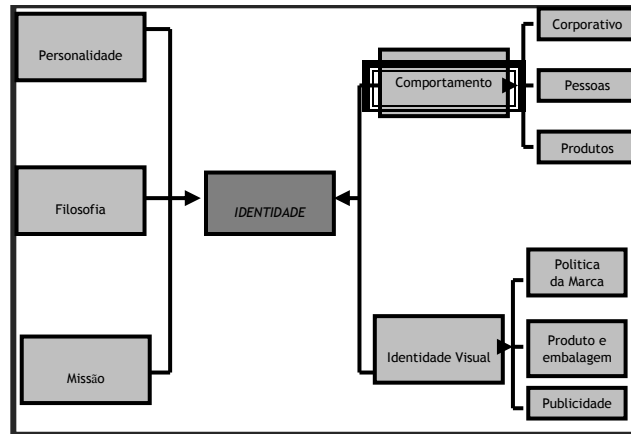 Personalidade
Filosofia
Missão
IDENTIDADE
Comportamento
Identidade Visual
Corporativo
Pessoas
Produtos
Politica
da Marca
Produto e
embalagem
Publicidade